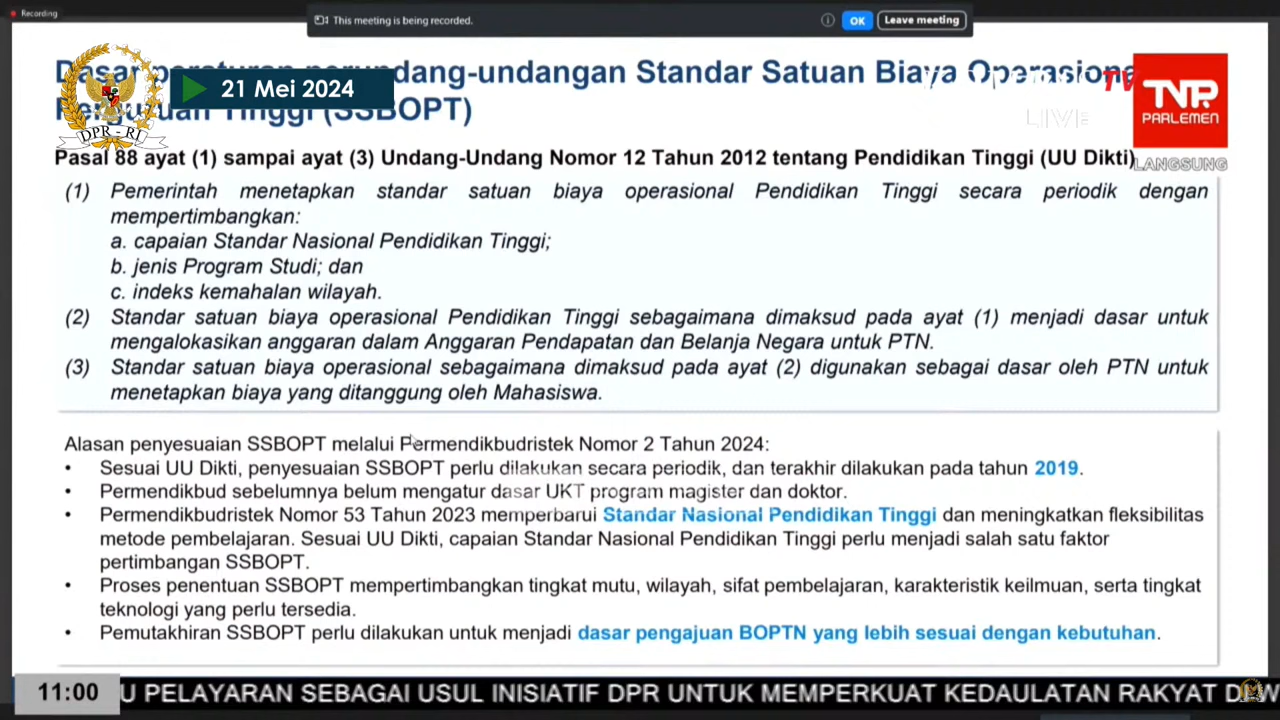 Recording
This meeting is being recorded.
OK
Leave meeting
Dasar peraturan perundang-undangan Standar Satuan Biaya Operasional
21 Mei 2024
Perguruan Tinggi (SSBOPT)
DPR - RI
TV
LIVE
TVP.
PARLEMEN
LANGSUNG
Pasal 88 ayat (1) sampai ayat (3) Undang-Undang Nomor 12 Tahun 2012 tentang Pendidikan Tinggi (UU Dikti)
(1) Pemerintah menetapkan standar satuan biaya operasional Pendidikan Tinggi secara periodik dengan
mempertimbangkan:
a. capaian Standar Nasional Pendidikan Tinggi;
b. jenis Program Studi; dan
c. indeks kemahalan wilayah.
(2) Standar satuan biaya operasional Pendidikan Tinggi sebagaimana dimaksud pada ayat (1) menjadi dasar untuk
mengalokasikan anggaran dalam Anggaran Pendapatan dan Belanja Negara untuk PTN.
(3) Standar satuan biaya operasional sebagaimana dimaksud pada ayat (2) digunakan sebagai dasar oleh PTN untuk
menetapkan biaya yang ditanggung oleh Mahasiswa.
Alasan penyesuaian SSBOPT melalui Permendikbudristek Nomor 2 Tahun 2024:
• Sesuai UU Dikti, penyesuaian SSBOPT perlu dilakukan secara periodik, dan terakhir dilakukan pada tahun 2019.
• Permendikbud sebelumnya belum mengatur dasar UKT program magister dan doktor.
• Permendikbudristek Nomor 53 Tahun 2023 memperbarui Standar Nasional Pendidikan Tinggi dan meningkatkan fleksibilitas
metode pembelajaran. Sesuai UU Dikti, capaian Standar Nasional Pendidikan Tinggi perlu menjadi salah satu faktor
pertimbangan SSBOPT.
• Proses penentuan SSBOPT mempertimbangkan tingkat mutu, wilayah, sifat pembelajaran, karakteristik keilmuan, serta tingkat
teknologi yang perlu tersedia.
• Pemutakhiran SSBOPT perlu dilakukan untuk menjadi dasar pengajuan BOPTN yang lebih sesuai dengan kebutuhan.
11:00
U PELAYARAN SEBAGAI USUL INISIATIF DPR UNTUK MEMPERKUAT KEDAULATAN RAKYAT DI W